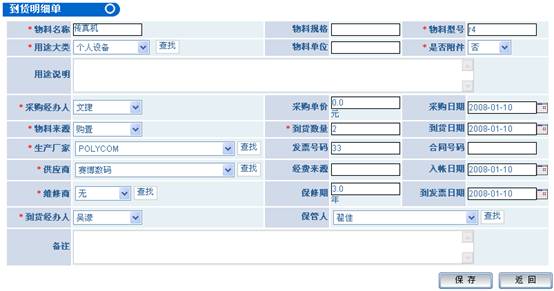 到货明细单
* 物料名称 传真机 物料规格 * 物料型号 r4
* 用途大类 个人设备 查找 物料单位 * 是否附件 否
用途说明
* 采购经办人 文捷 采购单价 0.0 元 采购日期 2008-01-10
* 物料来源 购置 * 到货数量 2 到货日期 2008-01-10
* 生产厂家 POLYCOM 查找 发票号码 33 合同号码
* 供应商 赛博数码 查找 经费来源 入帐日期 2008-01-10
* 维修商 无 查找 保修期 3.0 年 到发票日期 2008-01-10
* 到货经办人 吴濛 保管人 翟佳 查找
备注
保 存 返 回